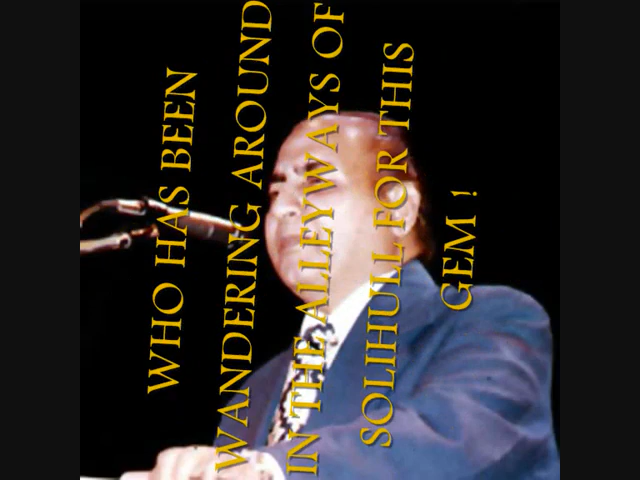 WHO HAS BEEN
WANDERING AROUND
IN THE ALLEYWAYS OF
SOLIHULL FOR THIS
GEM !